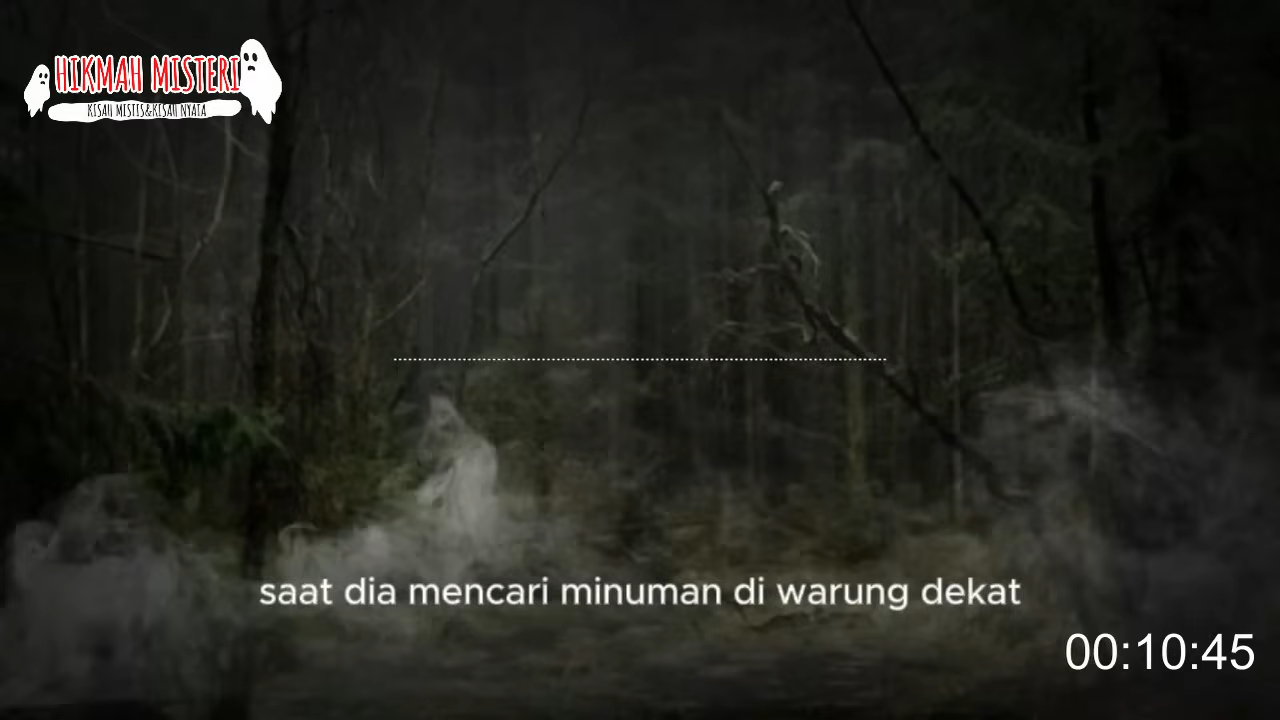 HIKMAH MISTERI
KISAH MISTIS&KISAH NYATA
saat dia mencari minuman di warung dekat
00:10:45